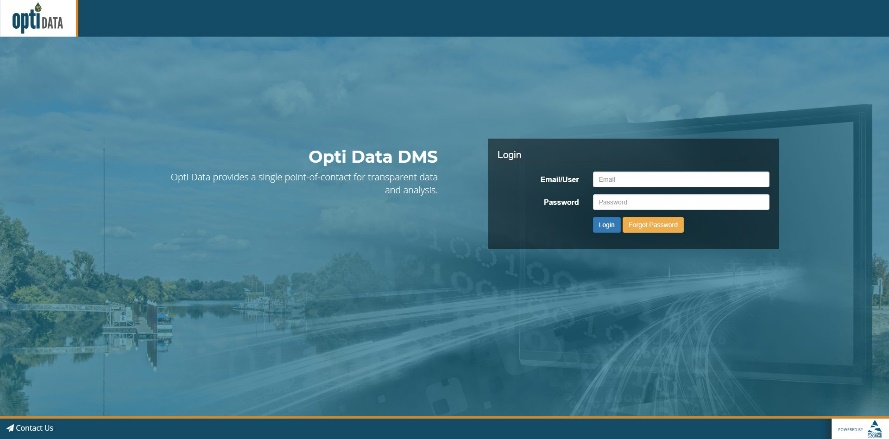 opti DATA
Opti Data DMS
Opti Data provides a single point-of-contact for transparent data
and analysis.
Login
Email/User
Email
Password
Password
Login
Forgot Password
Contact Us
POWERED BY